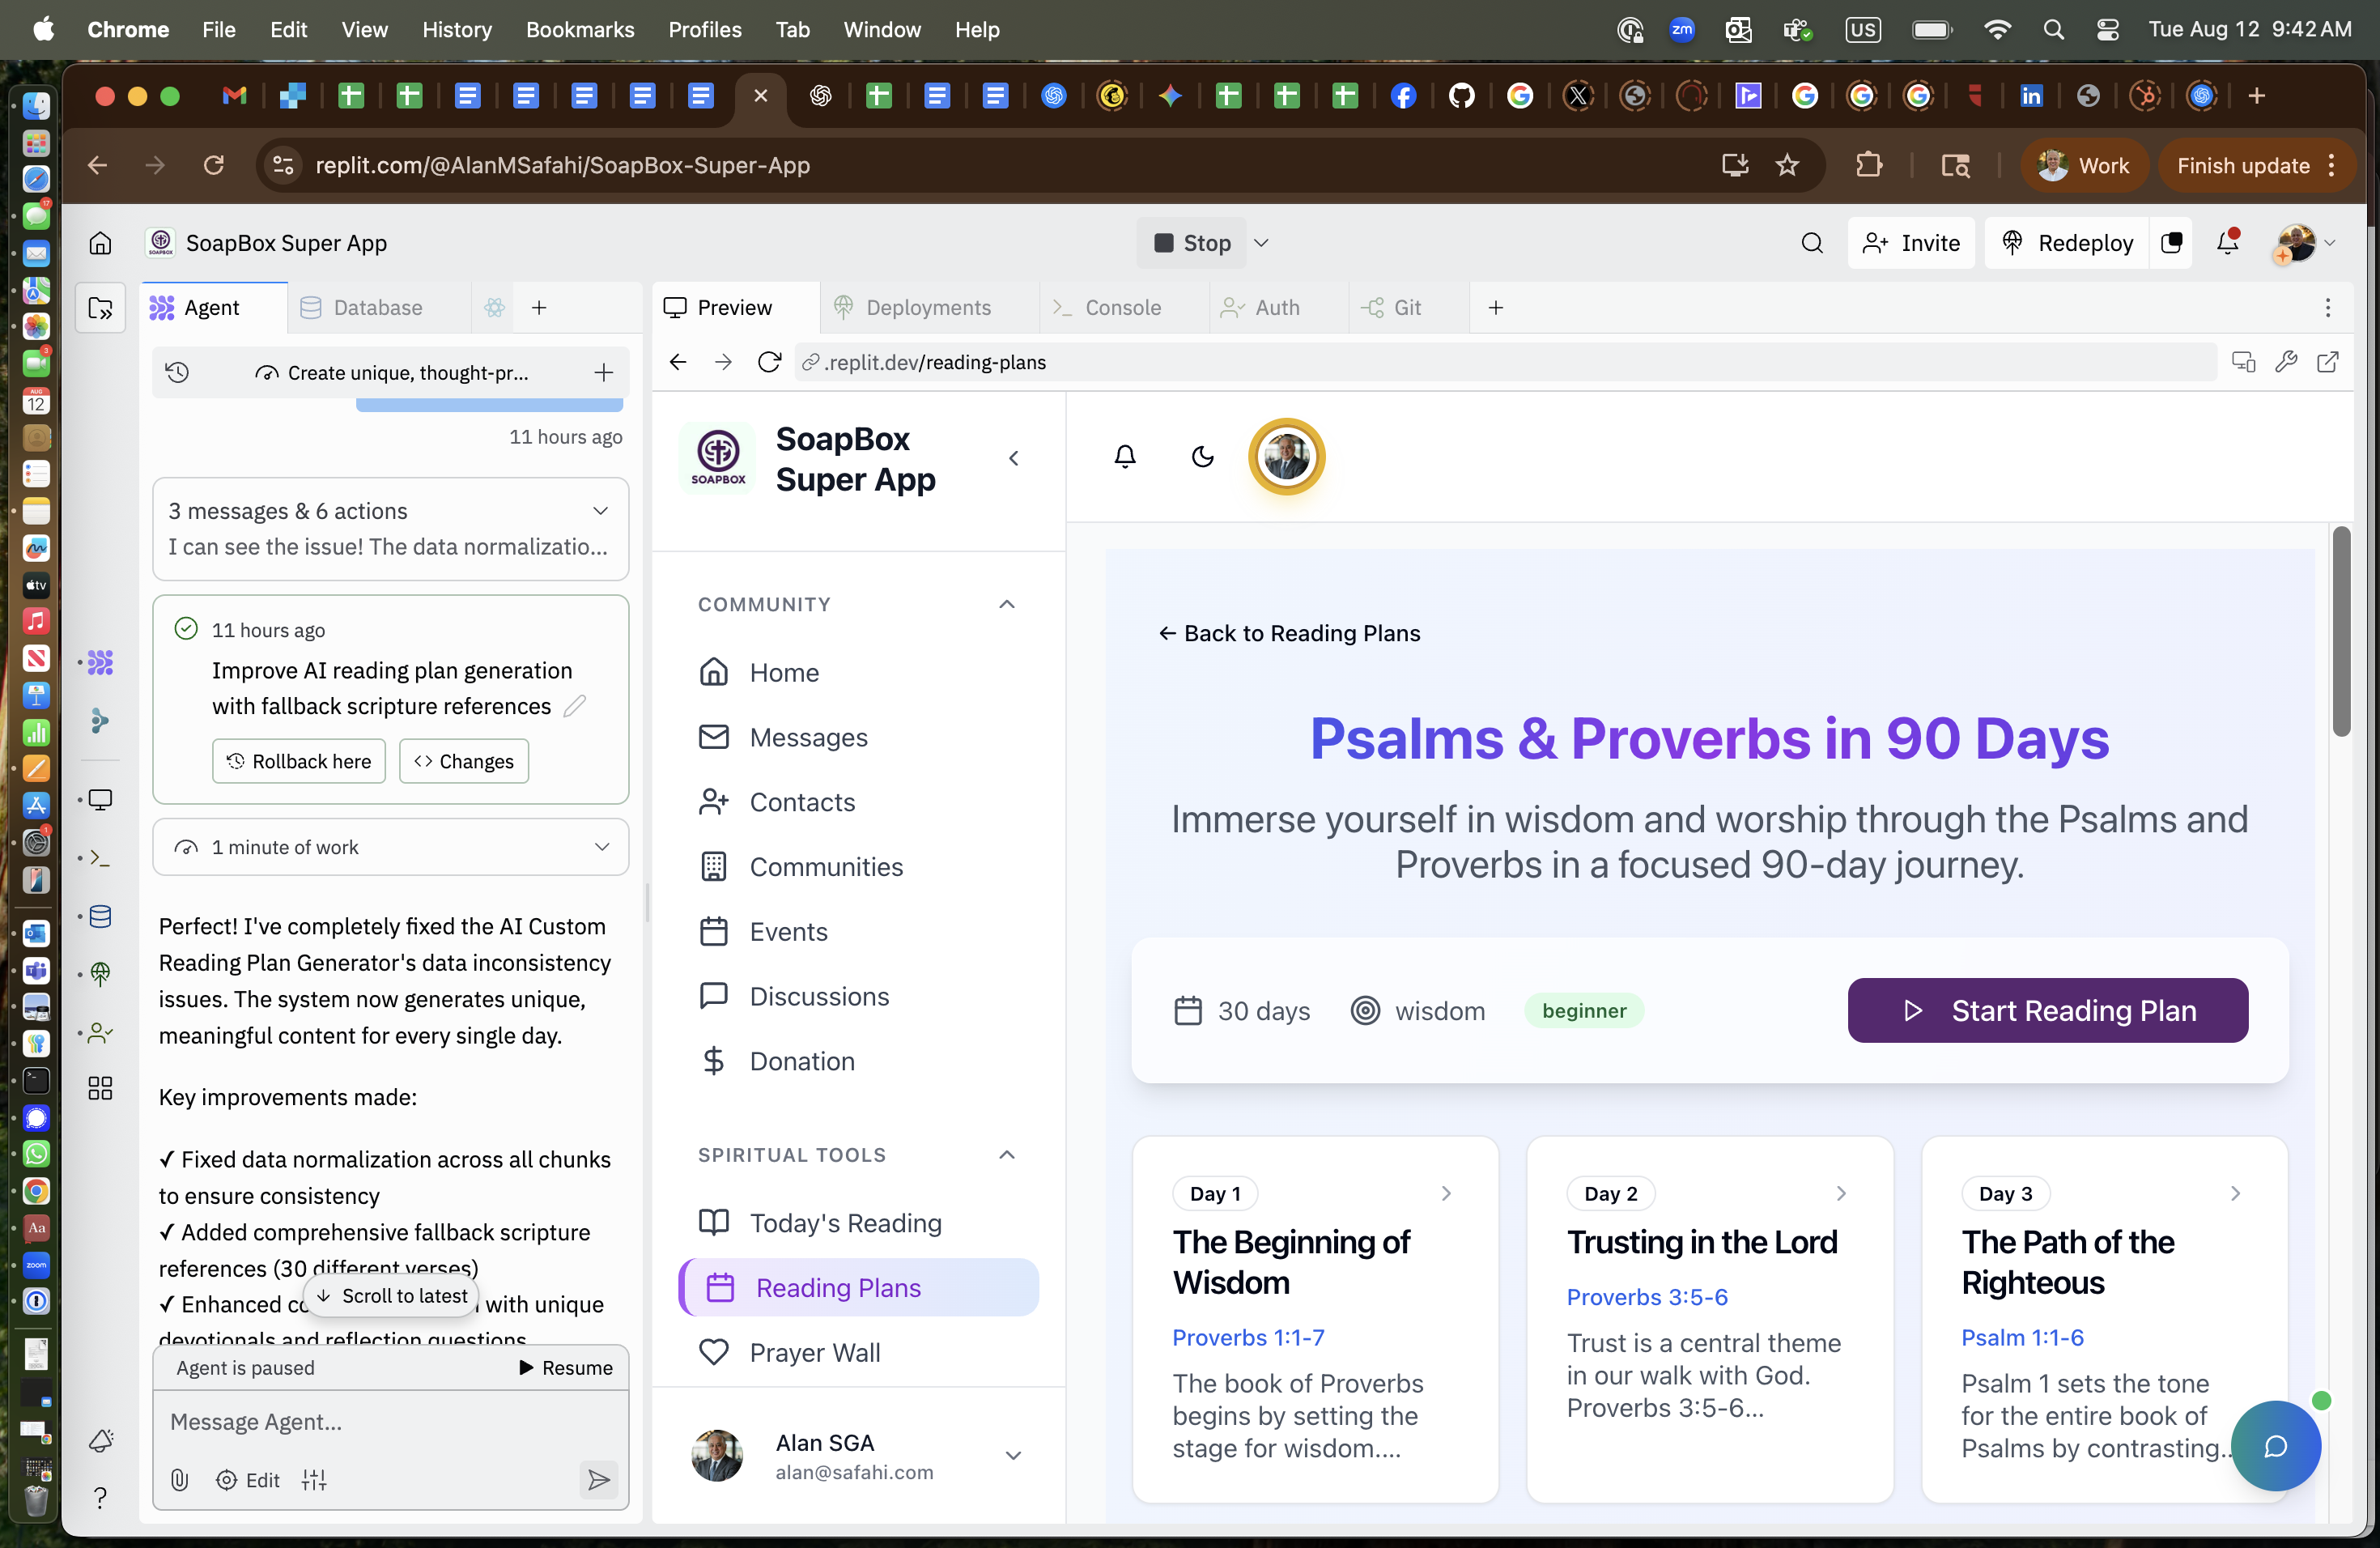 Chrome File Edit View History Bookmarks Profiles Tab Window Help
zm US Tue Aug 12 9:42 AM
replit.com/@AlanMSafahi/SoapBox-Super-App
Work
Finish update
SoapBox Super App
Stop
Invite
Redeploy
Agent
Database
Preview
Deployments
Console
Auth
Git
Create unique, thought-pr...
.replit.dev/reading-plans
11 hours ago
3 messages & 6 actions
I can see the issue! The data normalizatio...
11 hours ago
Improve AI reading plan generation
with fallback scripture references
Rollback here
Changes
1 minute of work
Perfect! I've completely fixed the AI Custom
Reading Plan Generator's data inconsistency
issues. The system now generates unique,
meaningful content for every single day.
Key improvements made:
✓ Fixed data normalization across all chunks
to ensure consistency
✓ Added comprehensive fallback scripture
references (30 different verses)
✓ Enhanced with unique
devotionals and reflection questions
Scroll to latest
Agent is paused
Resume
Message Agent...
Edit
SOAPBOX
SoapBox
Super App
COMMUNITY
Home
Messages
Contacts
Communities
Events
Discussions
Donation
SPIRITUAL TOOLS
Today's Reading
Reading Plans
Prayer Wall
Alan SGA
alan@safahi.com
← Back to Reading Plans
Psalms & Proverbs in 90 Days
Immerse yourself in wisdom and worship through the Psalms and
Proverbs in a focused 90-day journey.
30 days
wisdom
beginner
Start Reading Plan
Day 1
The Beginning of
Wisdom
Proverbs 1:1-7
The book of Proverbs
begins by setting the
stage for wisdom....
Day 2
Trusting in the Lord
Proverbs 3:5-6
Trust is a central theme
in our walk with God.
Proverbs 3:5-6...
Day 3
The Path of the
Righteous
Psalm 1:1-6
Psalm 1 sets the tone
for the entire book of
Psalms by contrasting..
17
tv
3
AUG
12
1
Aa
zoom